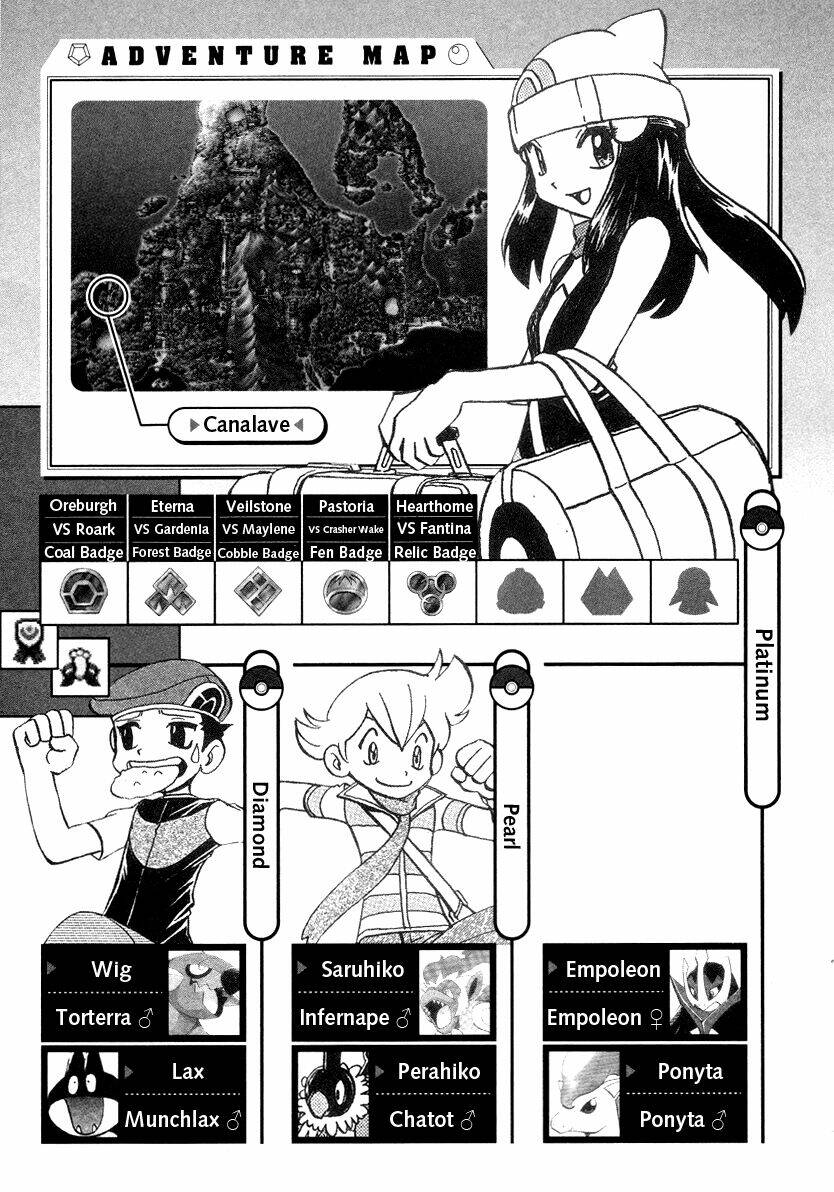 ADVENTURE MAP
Canalave
Oreburgh
VS Roark
Coal Badge
Eterna
VS Gardenia
Forest Badge
Veilstone
VS Maylene
Cobble Badge
Pastoria
VS Crasher Wake
Fen Badge
Hearthome
VS Fantina
Relic Badge
Platinum
Diamond
Pearl
Wig
Torterra ♂
Saruhiko
Infernape ♂
Empoleon
Empoleon ♀
Lax
Munchlax ♂
Perahiko
Chatot ♂
Ponyta
Ponyta ♂